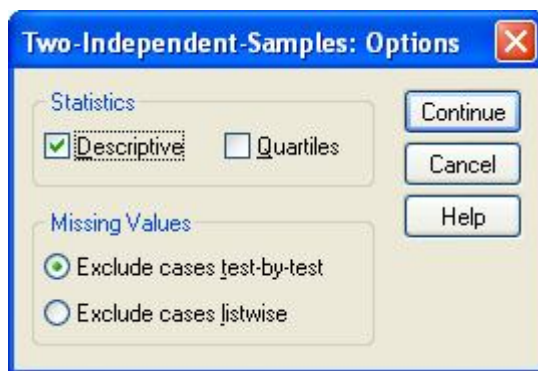 Two-Independent-Samples: Options
Statistics
Descriptive
Quartiles
Missing Values
Exclude cases test-by-test
Exclude cases listwise
Continue
Cancel
Help